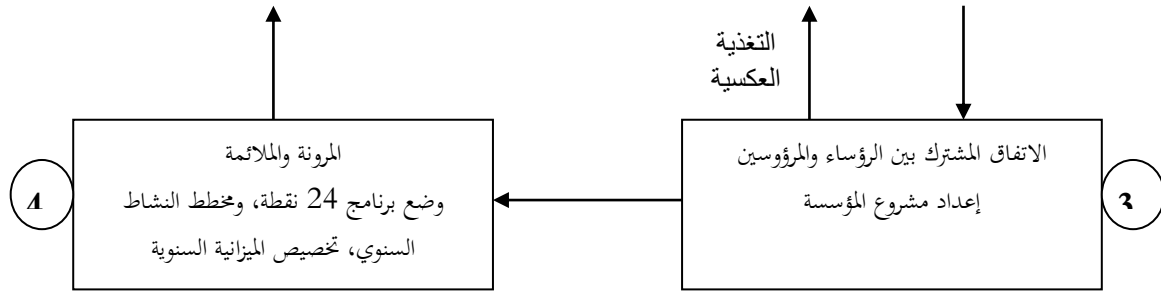 التغذية
العكسية
الاتفاق المشترك بين الرؤساء والمرؤوسين
إعداد مشروع المؤسسة
3
المرونة والملائمة
وضع برنامج 24 نقطة، ومخطط النشاط
السنوي، تخصيص الميزانية السنوية